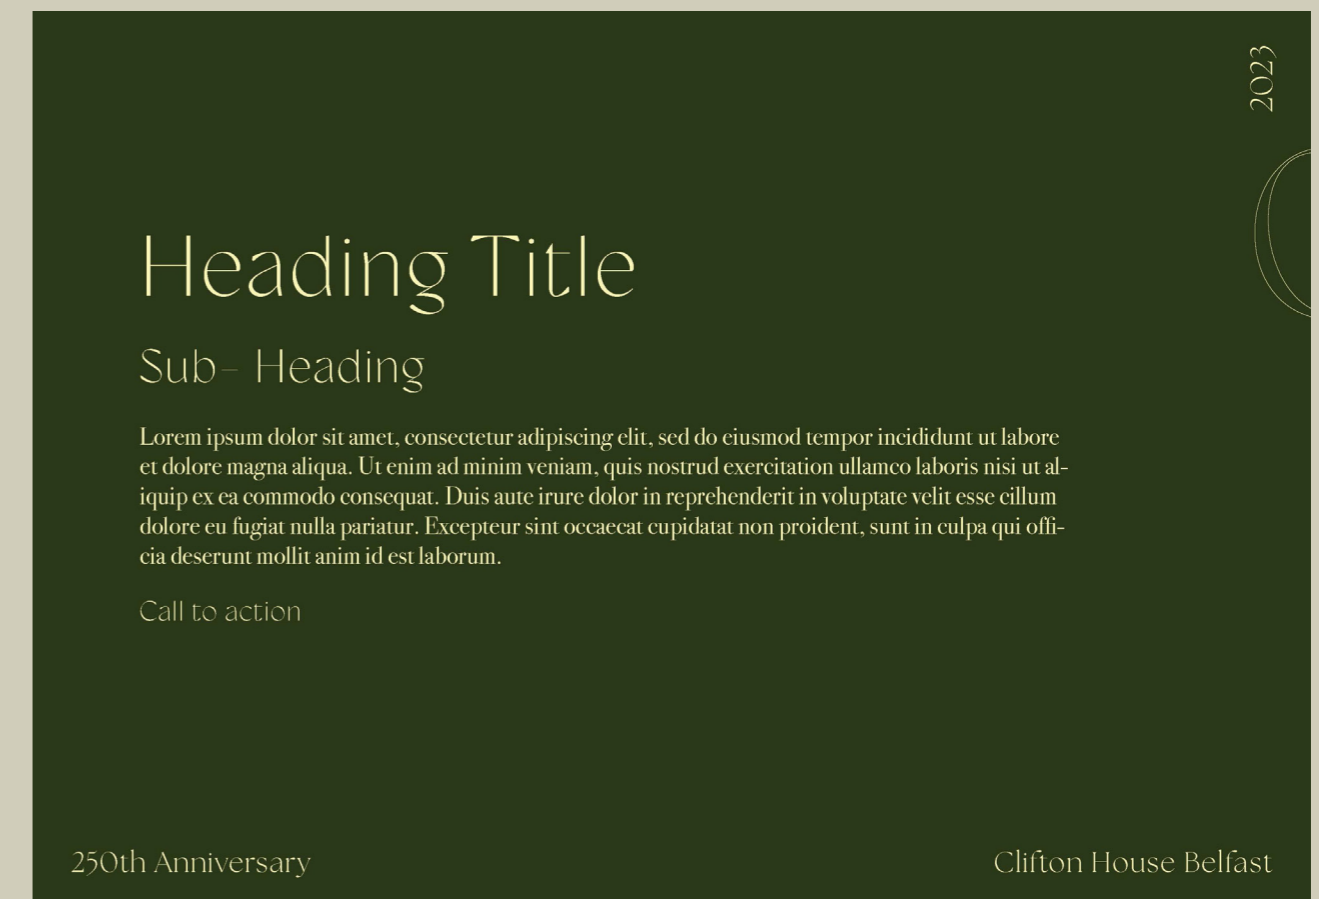 2023
Heading Title
Sub- Heading
Lorem ipsum dolor sit amet, consectetur adipiscing elit, sed do eiusmod tempor incididunt ut labore
et dolore magna aliqua. Ut enim ad minim veniam, quis nostrud exercitation ullamco laboris nisi ut al-
iquip ex ea commodo consequat. Duis aute irure dolor in reprehenderit in voluptate velit esse cillum
dolore eu fugiat nulla pariatur. Excepteur sint occaecat cupidatat non proident, sunt in culpa qui offi-
cia deserunt mollit anim id est laborum.
Call to action
250th Anniversary
Clifton House Belfast